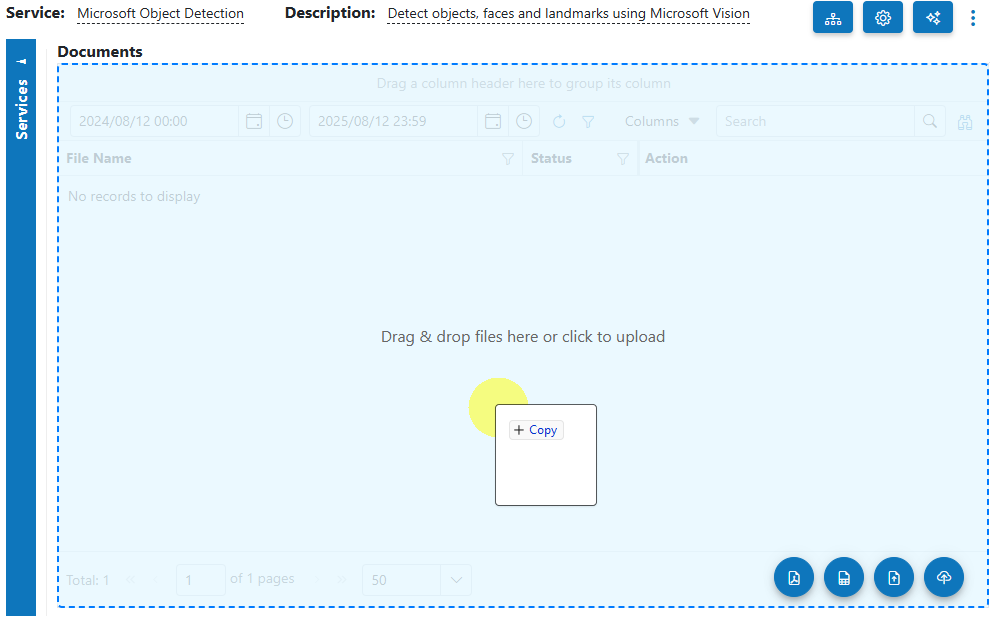 Service: Microsoft Object Detection Description: Detect objects, faces and landmarks using Microsoft Vision
Services
Documents
Drag a column header here to group its column
2024/08/12 00:00 2025/08/12 23:59 Columns Search
File Name Status Action
No records to display
Drag & drop files here or click to upload
+ Copy
Total: 1 1 of 1 pages 50